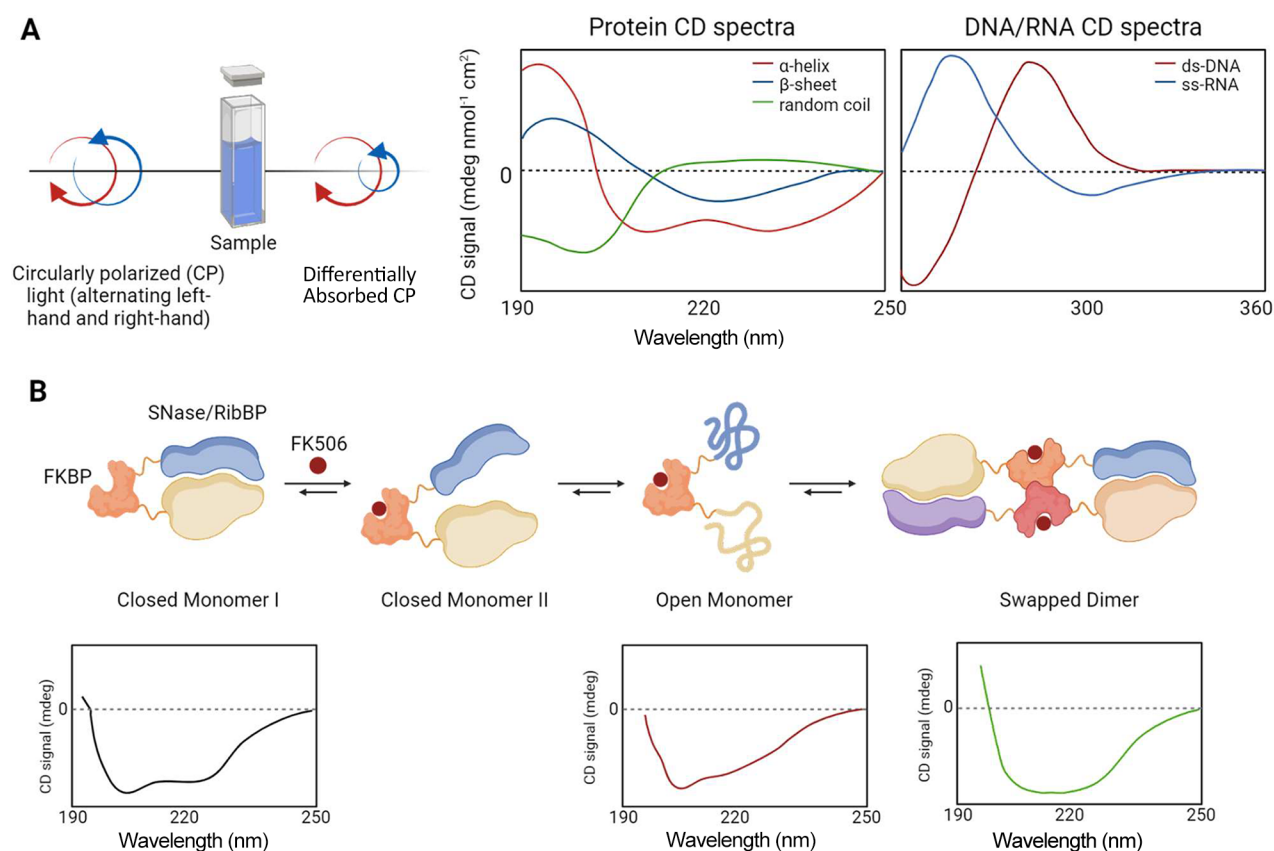 A
Sample
Circularly polarized (CP)
light (alternating left-
hand and right-hand)
Differentially
Absorbed CP
Protein CD spectra
CD signal (mdeg nmol⁻¹ cm²)
0
α-helix
β-sheet
random coil
190
220
250
Wavelength (nm)
DNA/RNA CD spectra
ds-DNA
ss-RNA
300
360
B
SNase/RibBP
FKBP
FK506
Closed Monomer I
Closed Monomer II
Open Monomer
Swapped Dimer
CD signal (mdeg)
0
190
220
250
Wavelength (nm)
CD signal (mdeg)
0
190
220
250
Wavelength (nm)
CD signal (mdeg)
0
190
220
250
Wavelength (nm)